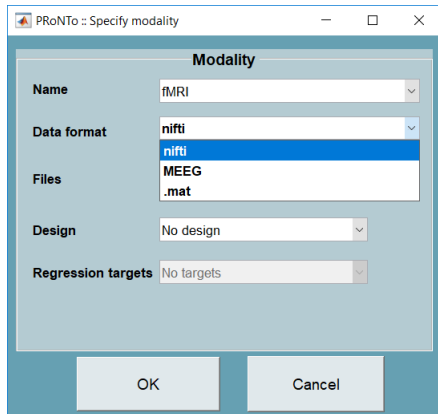 PRoNTo :: Specify modality
Modality
Name fMRI
Data format nifti
nifti
MEEG
Files
.mat
Design No design
Regression targets No targets
OK Cancel